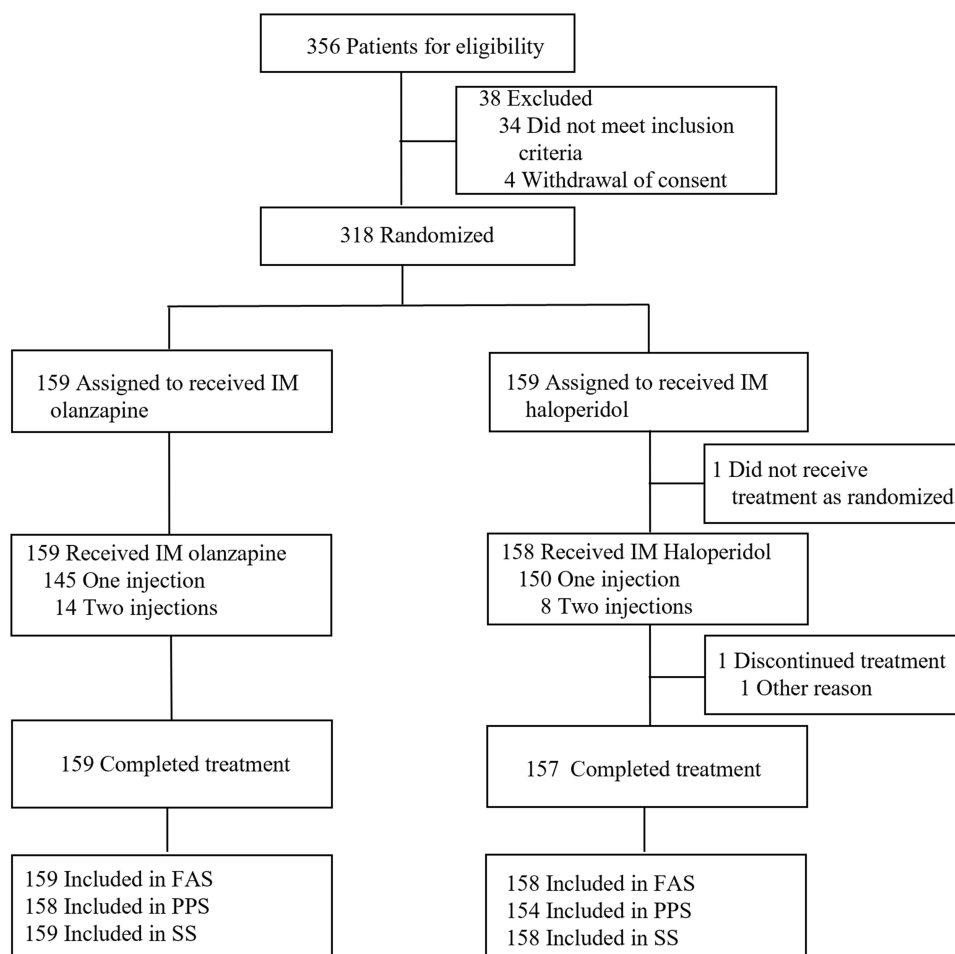 356 Patients for eligibility
38 Excluded
34 Did not meet inclusion
criteria
4 Withdrawal of consent
318 Randomized
159 Assigned to received IM
olanzapine
159 Assigned to received IM
haloperidol
1 Did not receive
treatment as randomized
159 Received IM olanzapine
145 One injection
14 Two injections
158 Received IM Haloperidol
150 One injection
8 Two injections
1 Discontinued treatment
1 Other reason
159 Completed treatment
157 Completed treatment
159 Included in FAS
158 Included in PPS
159 Included in SS
158 Included in FAS
154 Included in PPS
158 Included in SS